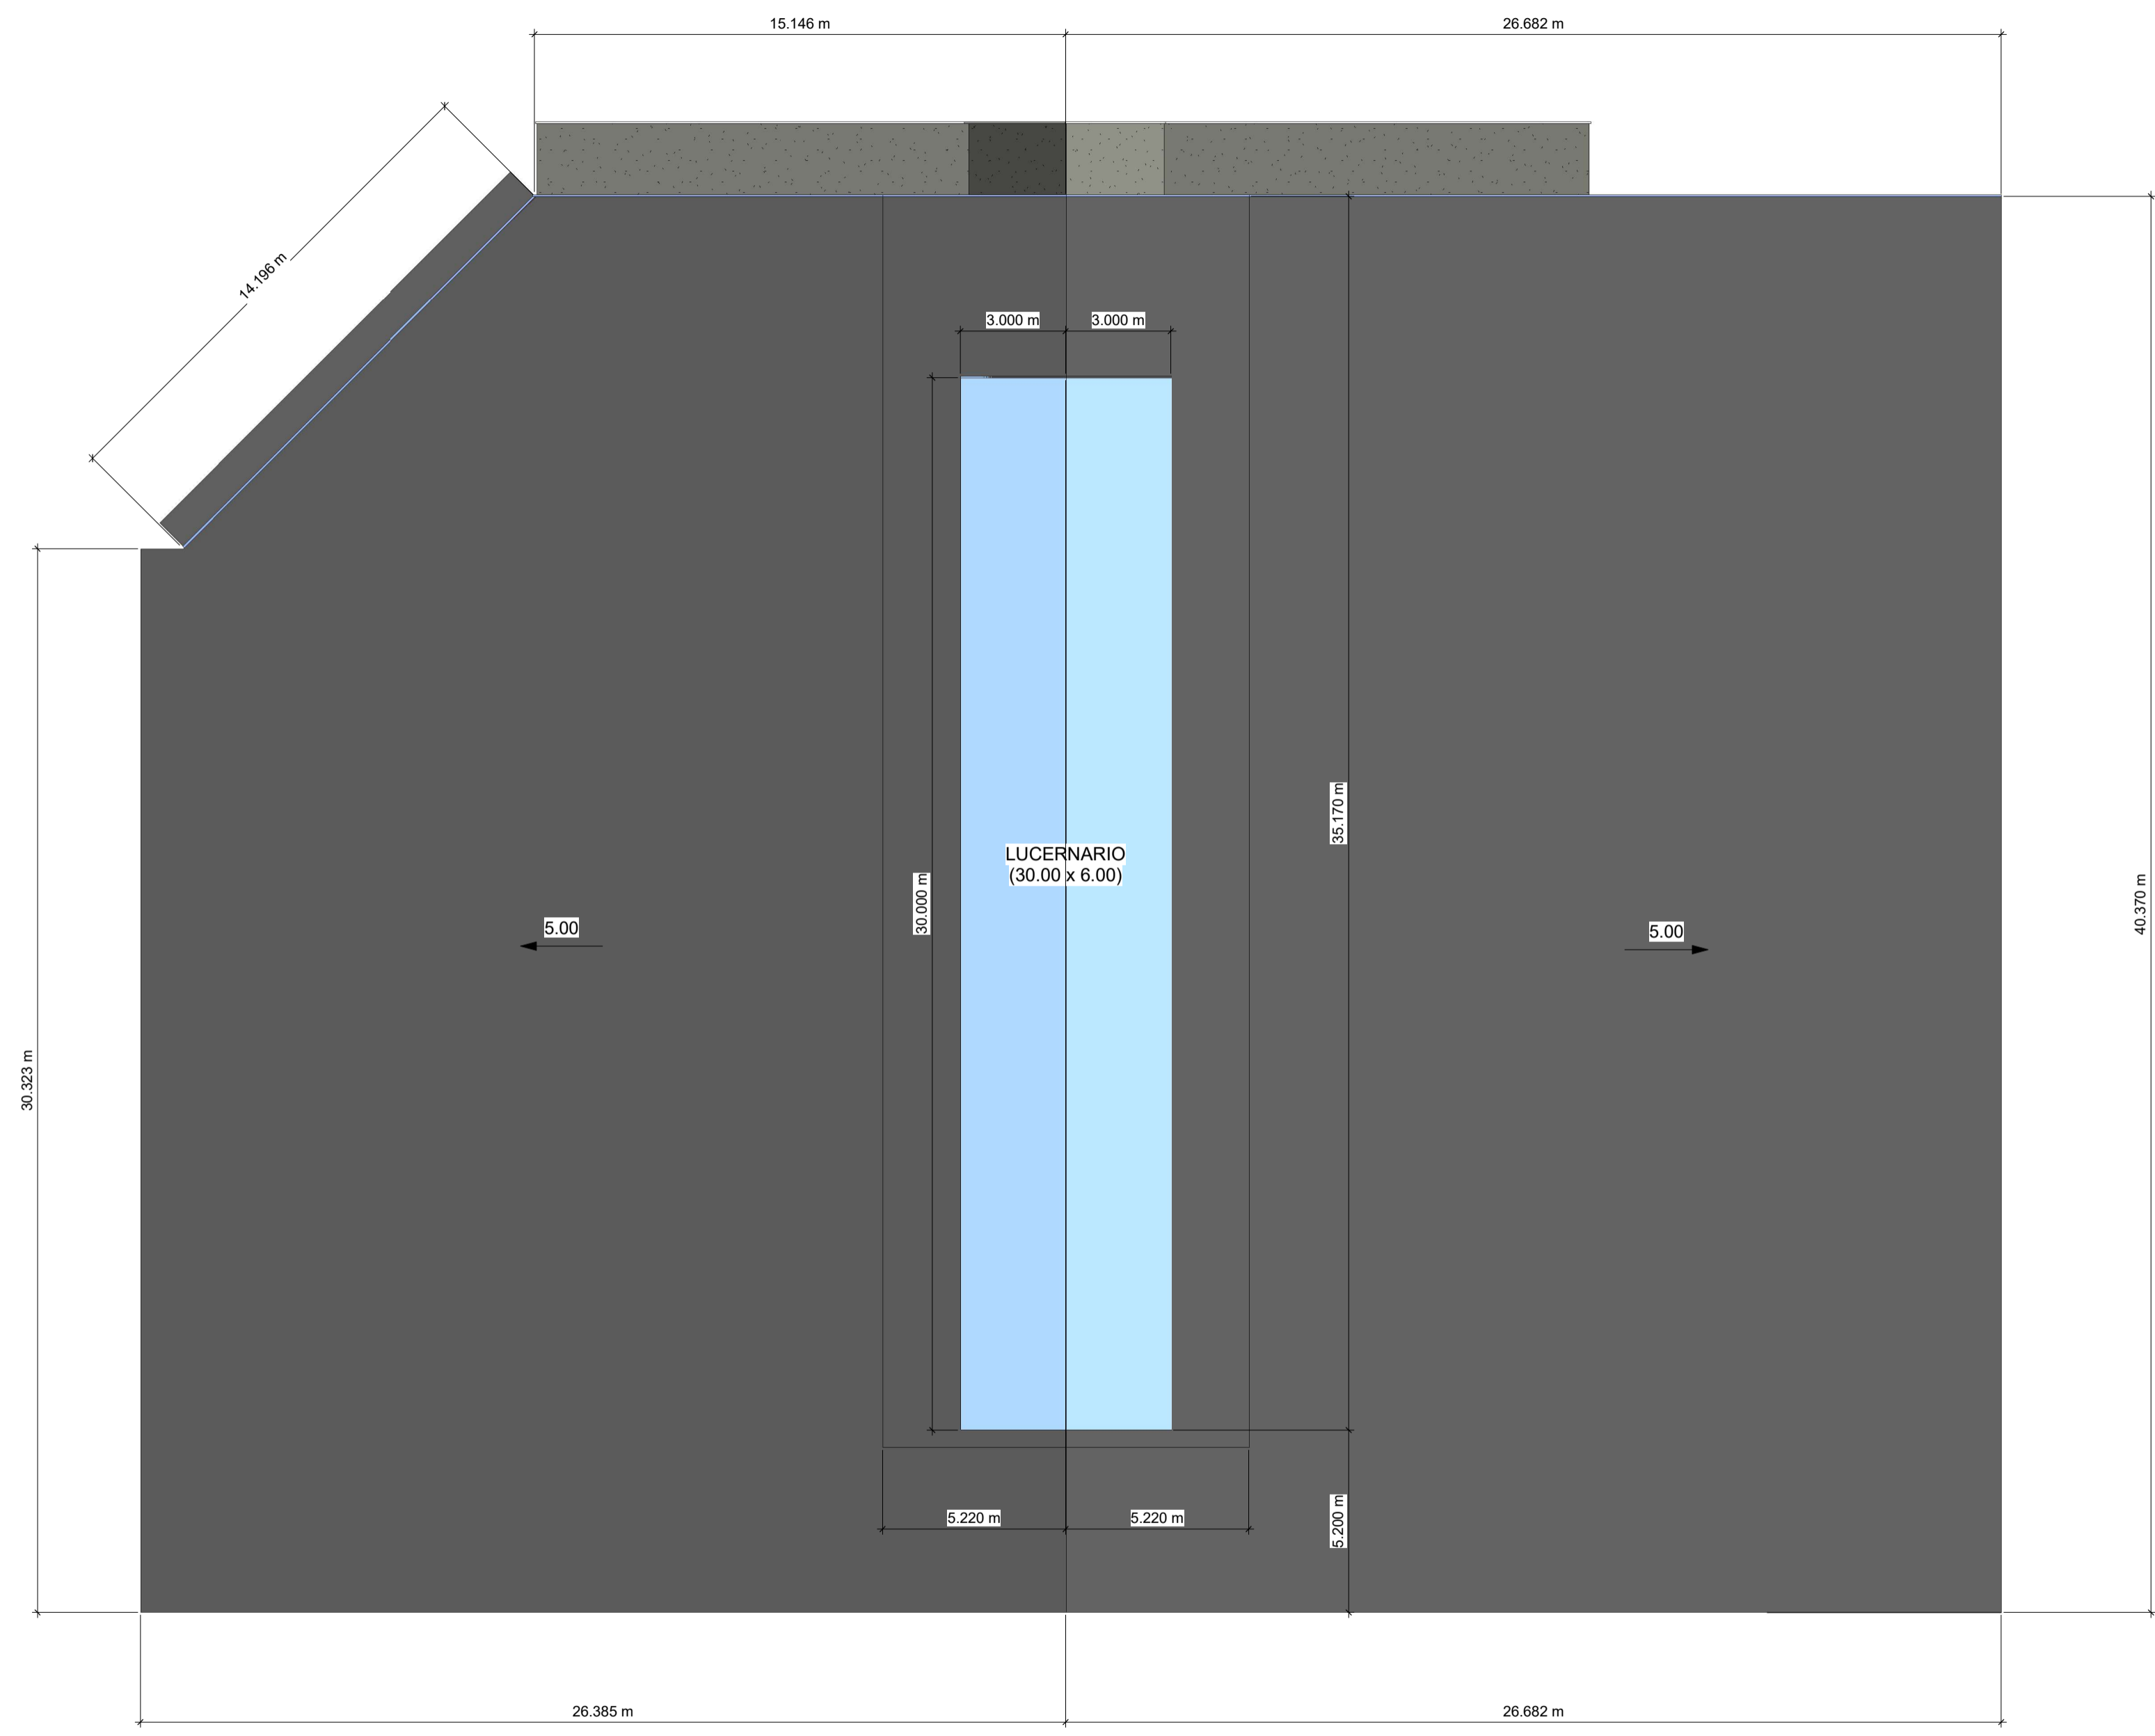 15.146 m
26.682 m
14.196 m
3.000 m
3.000 m
35.170 m
LUCERNARIO
(30.00 x 6.00)
30.000 m
40.370 m
5.00
5.00
30.323 m
5.220 m
5.220 m
5.200 m
26.385 m
26.682 m